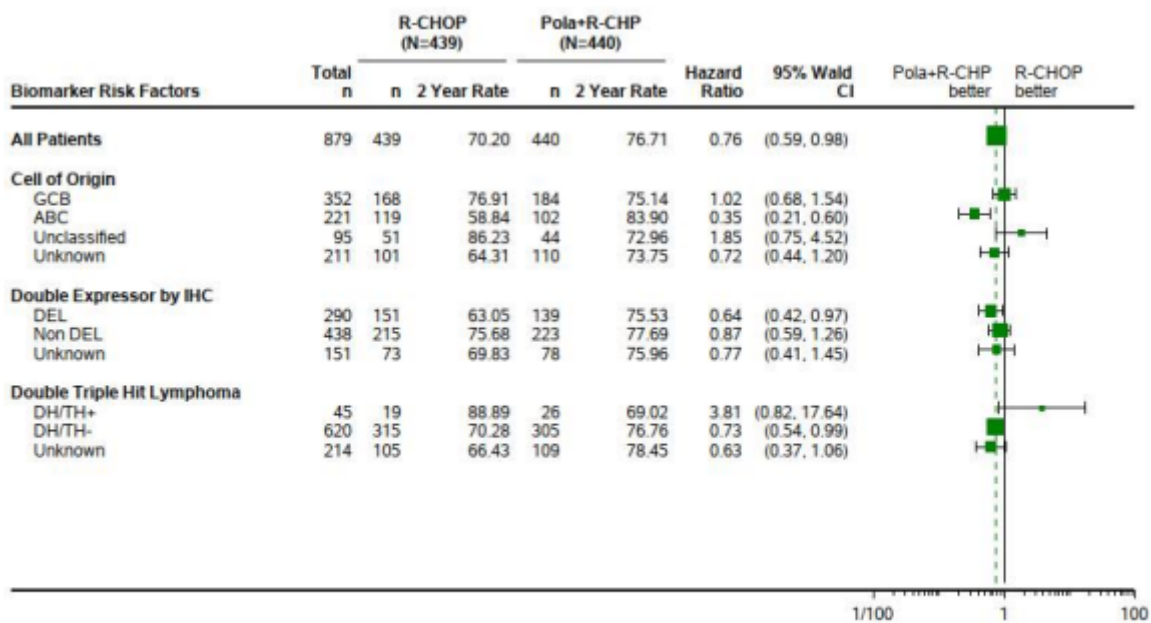 R-CHOP Pola+R-CHP
(N=439) (N=440)
Total Hazard 95% Wald Pola+R-CHP R-CHOP
Biomarker Risk Factors n n 2 Year Rate n 2 Year Rate Ratio CI better better
All Patients 879 439 70.20 440 76.71 0.76 (0.59, 0.98)
Cell of Origin
GCB 352 168 76.91 184 75.14 1.02 (0.68, 1.54)
ABC 221 119 58.84 102 83.90 0.35 (0.21, 0.60)
Unclassified 95 51 86.23 44 72.96 1.85 (0.75, 4.52)
Unknown 211 101 64.31 110 73.75 0.72 (0.44, 1.20)
Double Expressor by IHC
DEL 290 151 63.05 139 75.53 0.64 (0.42, 0.97)
Non DEL 438 215 75.68 223 77.69 0.87 (0.59, 1.26)
Unknown 151 73 69.83 78 75.96 0.77 (0.41, 1.45)
Double Triple Hit Lymphoma
DH/TH+ 45 19 88.89 26 69.02 3.81 (0.82, 17.64)
DH/TH- 620 315 70.28 305 76.76 0.73 (0.54, 0.99)
Unknown 214 105 66.43 109 78.45 0.63 (0.37, 1.06)
1/100 1 100